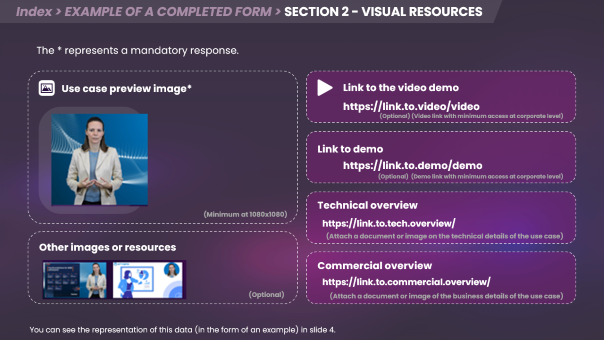 Index > EXAMPLE OF A COMPLETED FORM > SECTION 2 - VISUAL RESOURCES
The * represents a mandatory response.
Use case preview image*
(Minimum at 1080x1080)
Other images or resources
(Optional)
Link to the video demo
https://link.to.video/video
(Optional) (Video link with minimum access at corporate level)
Link to demo
https://link.to.demo/demo
(Optional) (Demo link with minimum access at corporate level)
Technical overview
https://link.to.tech.overview/
(Attach a document or image on the technical details of the use case)
Commercial overview
https://link.to.commercial.overview/
(Attach a document or image of the business details of the use case)
You can see the representation of this data (in the form of an example) in slide 4.